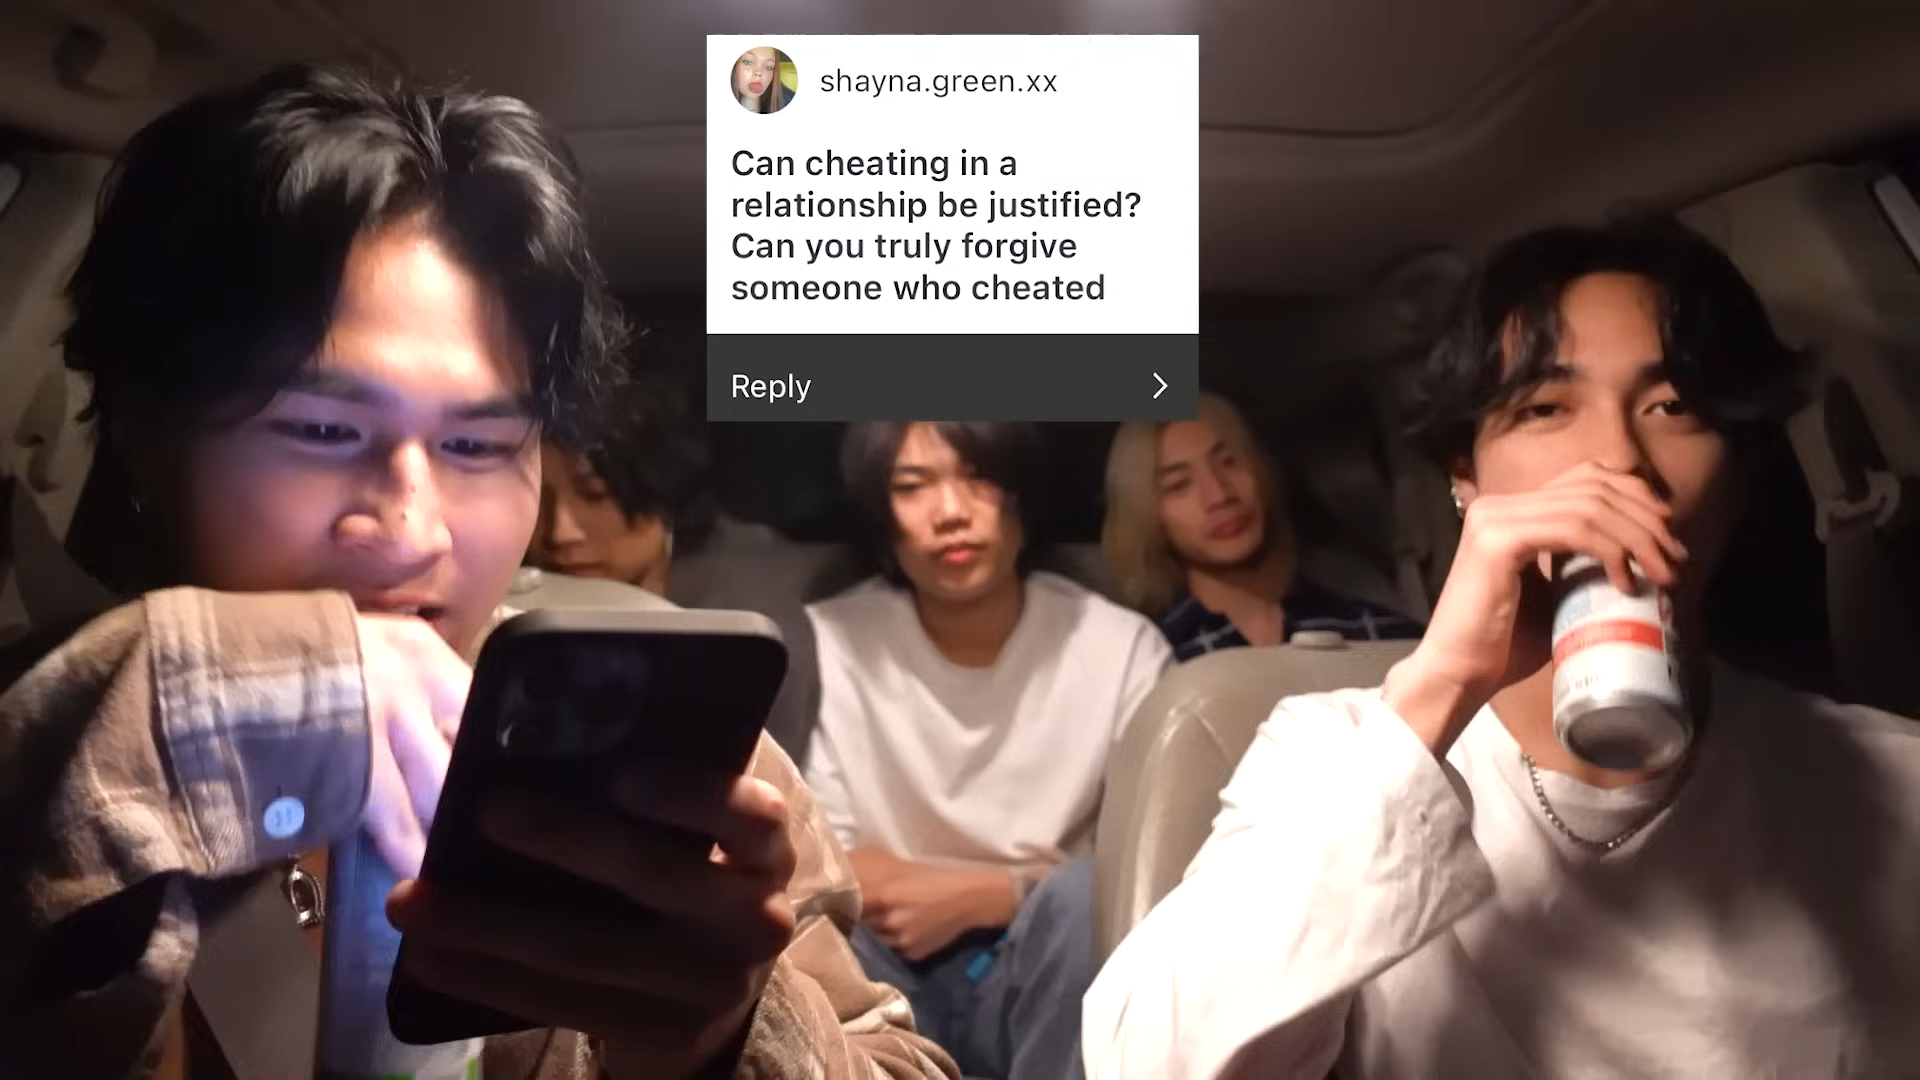 shayna.green.xx
Can cheating in a
relationship be justified?
Can you truly forgive
someone who cheated
Reply